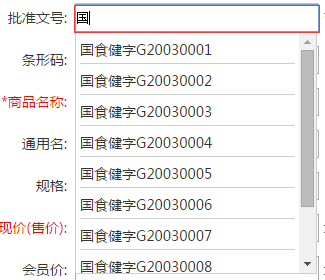 批准文号: 国
国食健字G20030001
条形码:
国食健字G20030002
*商品名称:
国食健字G20030003
通用名:
国食健字G20030004
国食健字G20030005
规格:
国食健字G20030006
现价(售价):
国食健字G20030007
会员价:
国食健字G20030008